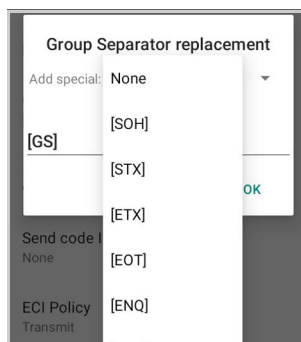 Group Separator replacement
Add special: None
[SOH]
[GS]
[STX]
[ETX]
OK
Send code
None
[EOT]
ECI Policy
Transmit
[ENQ]